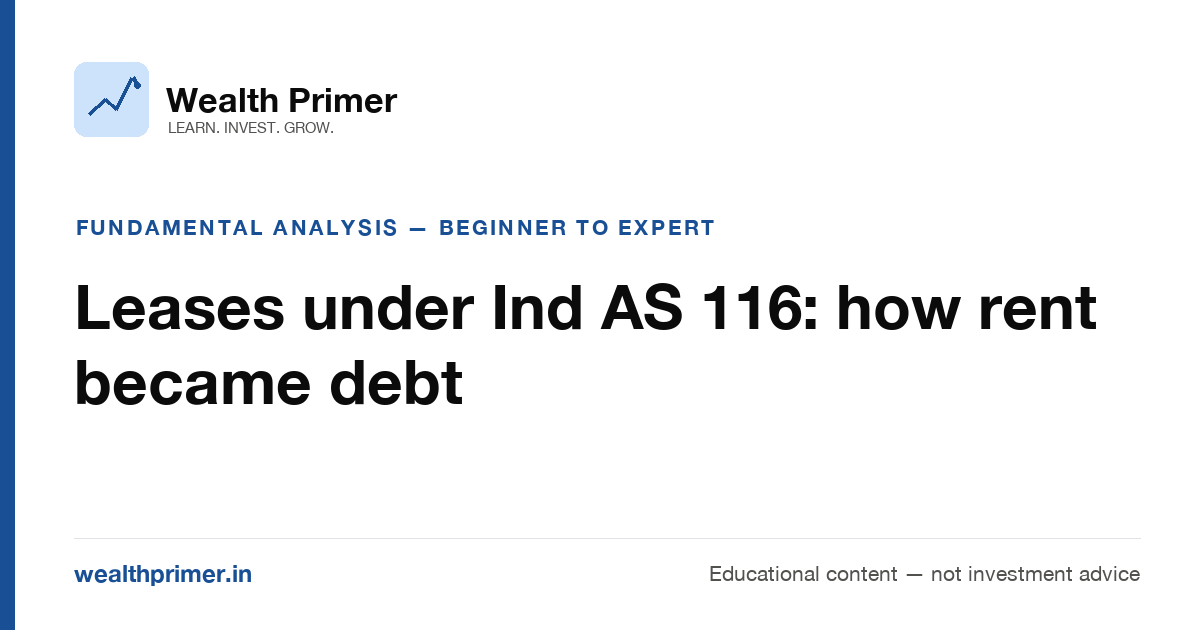 Wealth Primer
LEARN. INVEST. GROW.
FUNDAMENTAL ANALYSIS — BEGINNER TO EXPERT
Leases under Ind AS 116: how rent
became debt
wealthprimer.in
Educational content — not investment advice